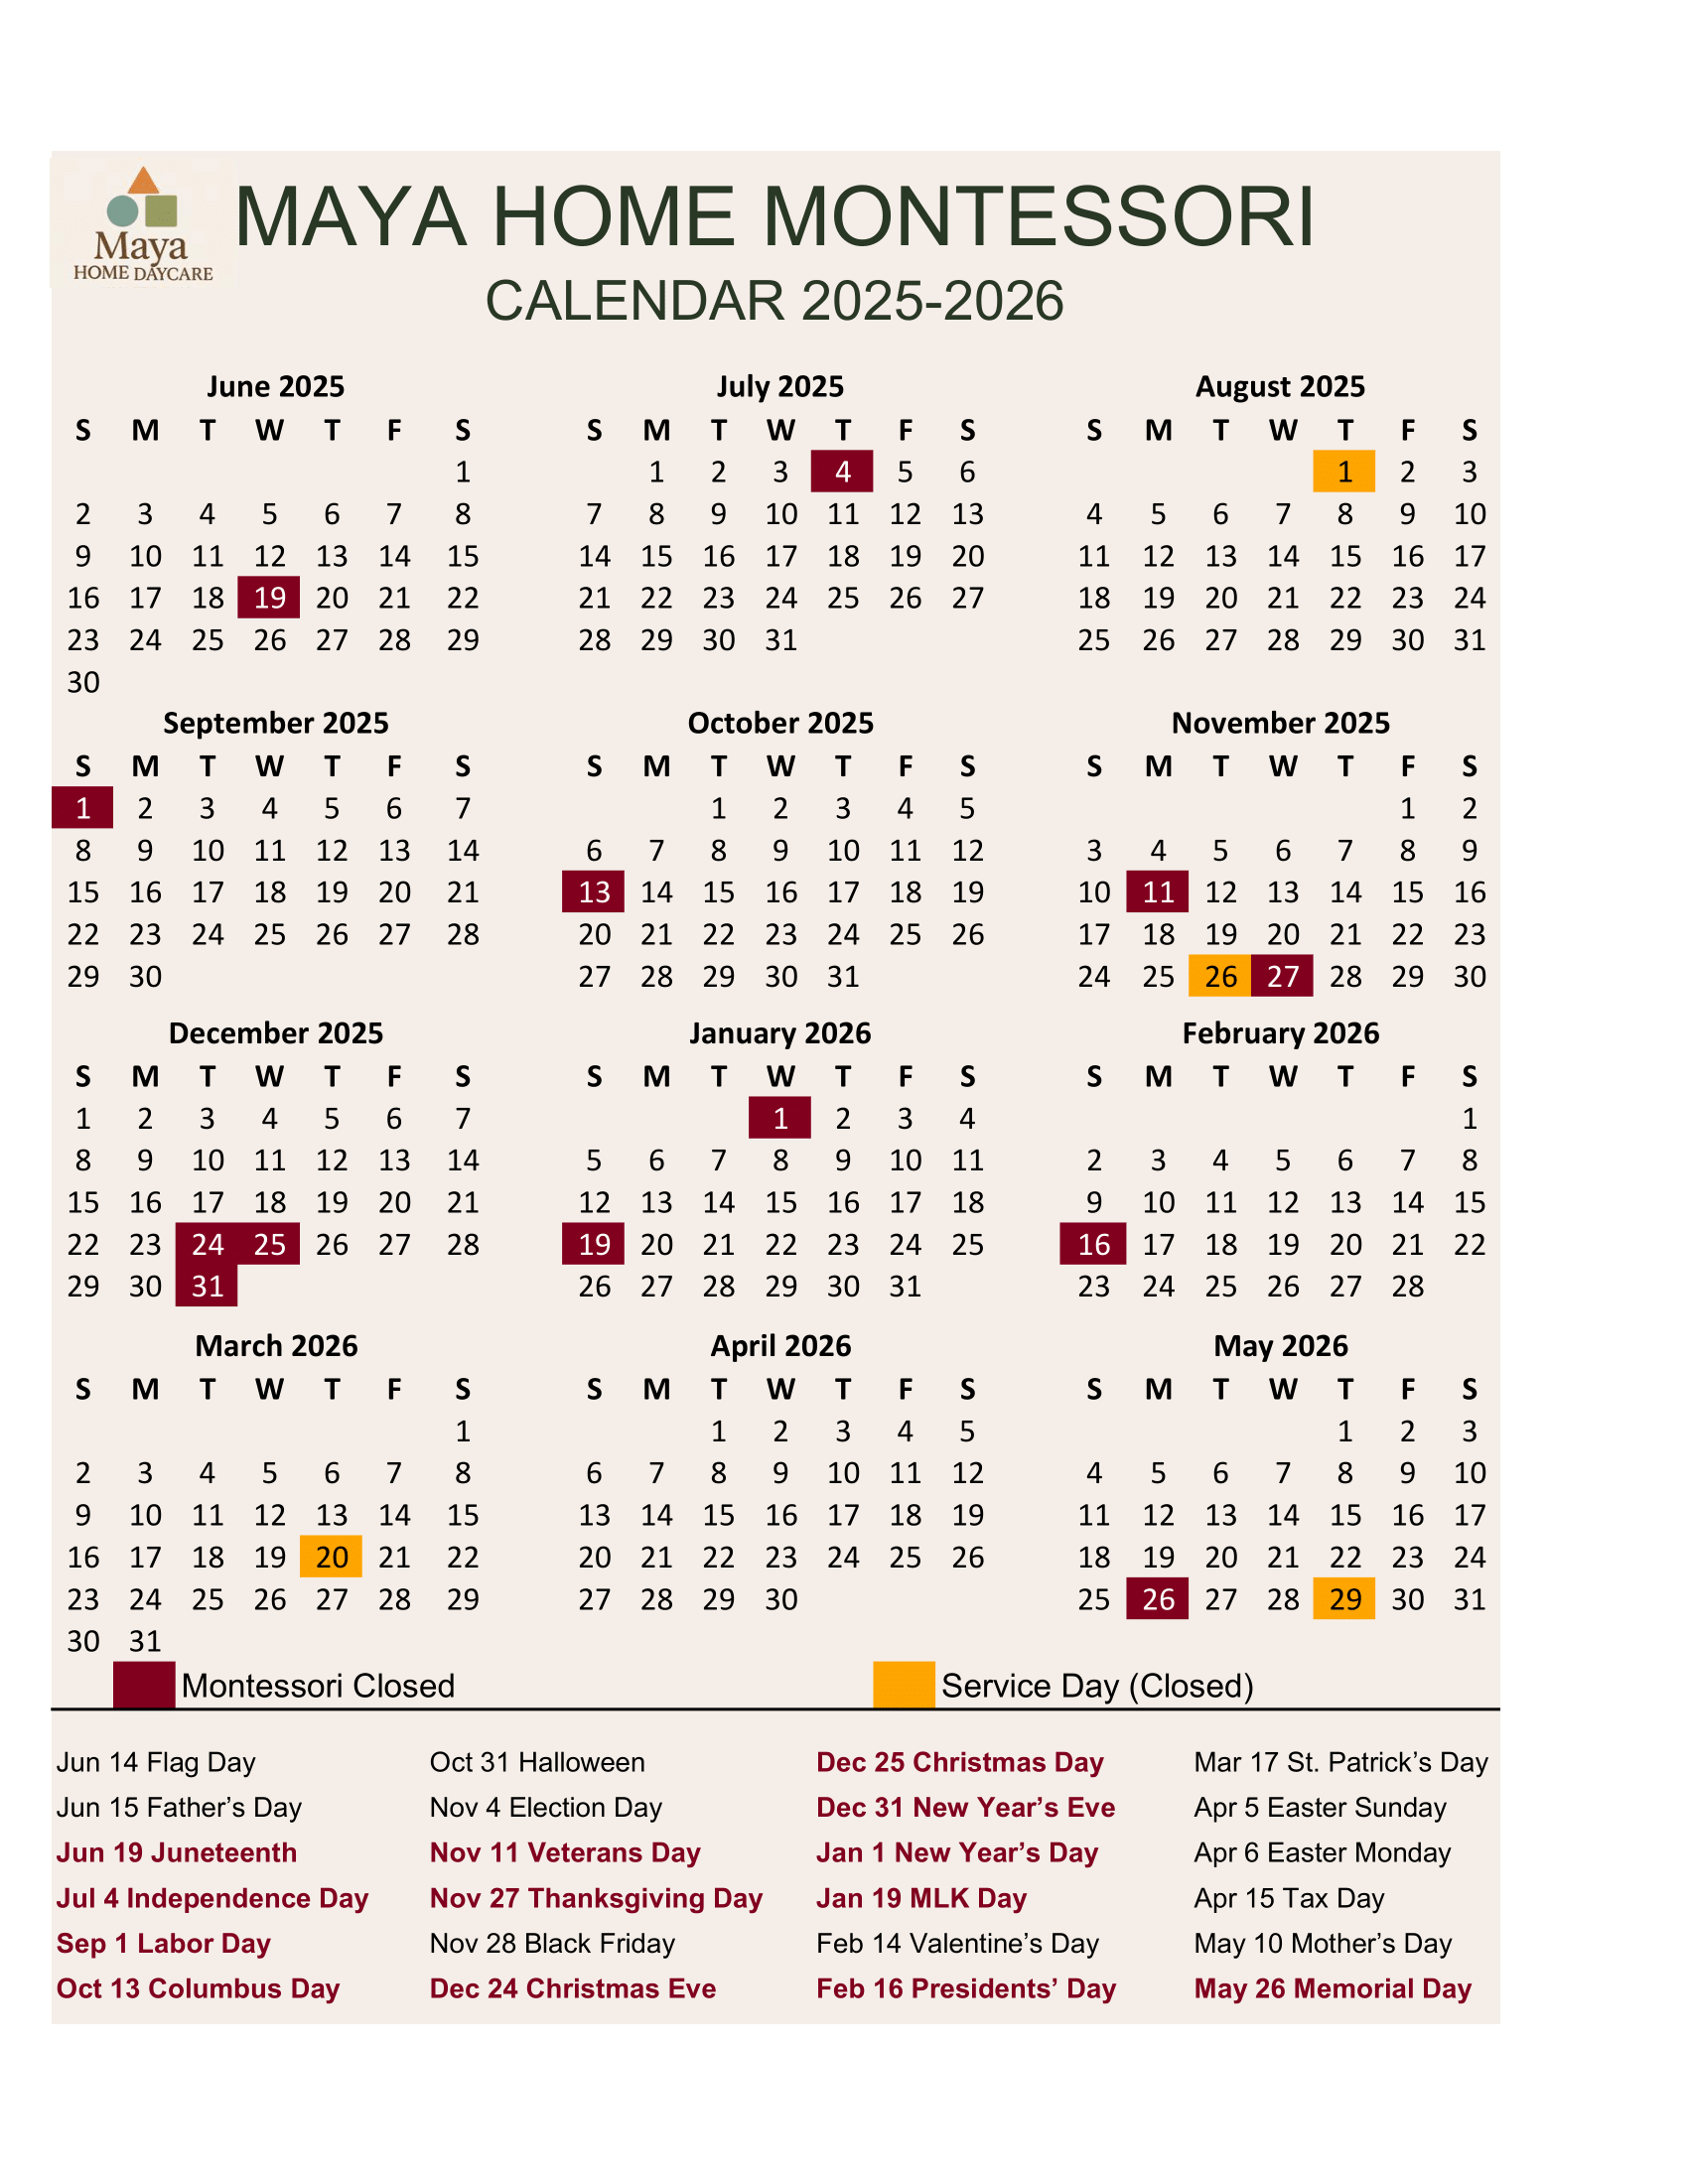 Maya
HOME DAYCARE
MAYA HOME MONTESSORI
CALENDAR 2025-2026
June 2025 July 2025 August 2025
S M T W T F S S M T W T F S S M T W T F S
1 1 2 3 4 5 6 1 2 3
2 3 4 5 6 7 8 7 8 9 10 11 12 13 4 5 6 7 8 9 10
9 10 11 12 13 14 15 14 15 16 17 18 19 20 11 12 13 14 15 16 17
16 17 18 19 20 21 22 21 22 23 24 25 26 27 18 19 20 21 22 23 24
23 24 25 26 27 28 29 28 29 30 31 25 26 27 28 29 30 31
30
September 2025 October 2025 November 2025
S M T W T F S S M T W T F S S M T W T F S
1 2 3 4 5 6 7 1 2 3 4 5 1 2
8 9 10 11 12 13 14 6 7 8 9 10 11 12 3 4 5 6 7 8 9
15 16 17 18 19 20 21 13 14 15 16 17 18 19 10 11 12 13 14 15 16
22 23 24 25 26 27 28 20 21 22 23 24 25 26 17 18 19 20 21 22 23
29 30 27 28 29 30 31 24 25 26 27 28 29 30
December 2025 January 2026 February 2026
S M T W T F S S M T W T F S S M T W T F S
1 2 3 4 5 6 7 1 2 3 4 1
8 9 10 11 12 13 14 5 6 7 8 9 10 11 2 3 4 5 6 7 8
15 16 17 18 19 20 21 12 13 14 15 16 17 18 9 10 11 12 13 14 15
22 23 24 25 26 27 28 19 20 21 22 23 24 25 16 17 18 19 20 21 22
29 30 31 26 27 28 29 30 31 23 24 25 26 27 28
March 2026 April 2026 May 2026
S M T W T F S S M T W T F S S M T W T F S
1 1 2 3 4 5 1 2 3
2 3 4 5 6 7 8 6 7 8 9 10 11 12 4 5 6 7 8 9 10
9 10 11 12 13 14 15 13 14 15 16 17 18 19 11 12 13 14 15 16 17
16 17 18 19 20 21 22 20 21 22 23 24 25 26 18 19 20 21 22 23 24
23 24 25 26 27 28 29 27 28 29 30 25 26 27 28 29 30 31
30 31
Montessori Closed Service Day (Closed)
Jun 14 Flag Day Oct 31 Halloween Dec 25 Christmas Day Mar 17 St. Patrick’s Day
Jun 15 Father’s Day Nov 4 Election Day Dec 31 New Year’s Eve Apr 5 Easter Sunday
Jun 19 Juneteenth Nov 11 Veterans Day Jan 1 New Year’s Day Apr 6 Easter Monday
Jul 4 Independence Day Nov 27 Thanksgiving Day Jan 19 MLK Day Apr 15 Tax Day
Sep 1 Labor Day Nov 28 Black Friday Feb 14 Valentine’s Day May 10 Mother’s Day
Oct 13 Columbus Day Dec 24 Christmas Eve Feb 16 Presidents’ Day May 26 Memorial Day